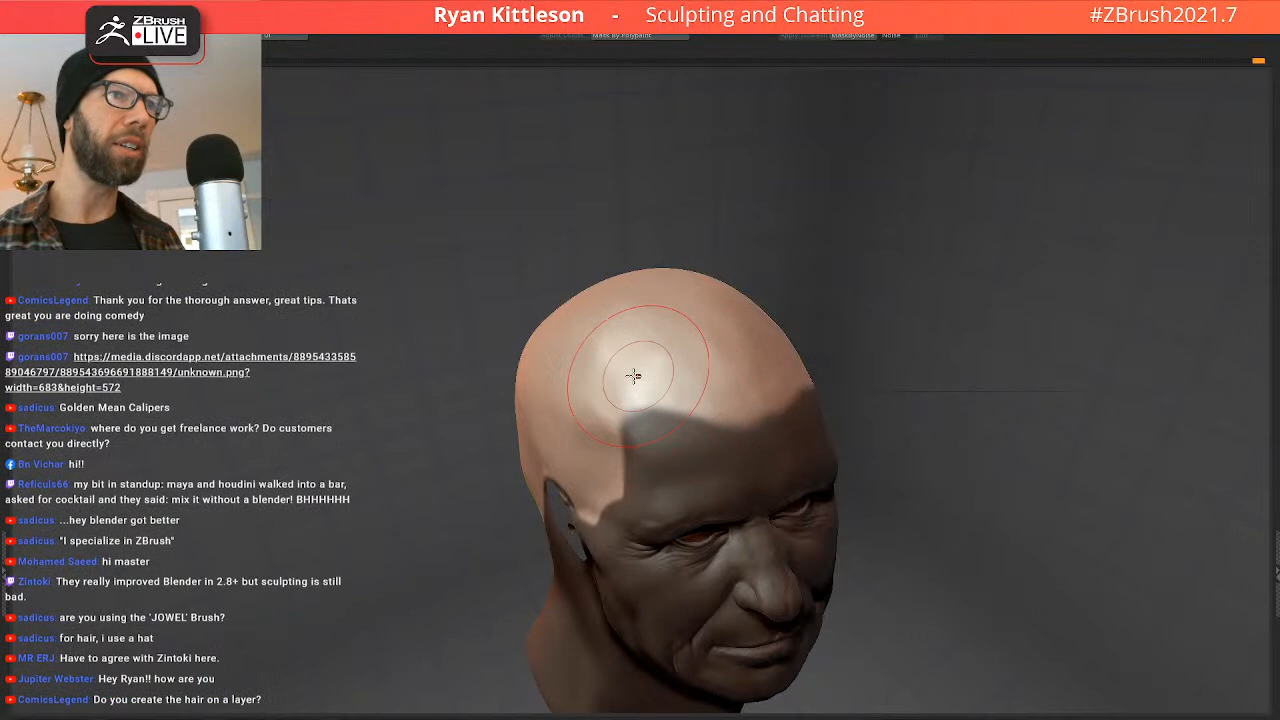 Ryan Kittleson - Sculpting and Chatting #ZBrush2021.7
ZBRUSH
LIVE
Mask By Polypaint
MaskByNoise Noise
ComicsLegend: Thank you for the thorough answer, great tips. Thats
great you are doing comedy
gorans007 sorry here is the image
gorans007 https://media.discordapp.net/attachments/8895433585
89046797/889543696691888149/unknown.png?
width=683&height=572
sadicus: Golden Mean Calipers
TheMarcokiyo: where do you get freelance work? Do customers
contact you directly?
Bn Vichar: hi!!
Reficuls66: my bit in standup: maya and houdini walked into a bar,
asked for cocktail and they said: mix it without a blender! BHHHHHH
sadicus: ...hey blender got better
sadicus: "I specialize in ZBrush"
Mohamed Saeed: hi master
Zintoki: They really improved Blender in 2.8+ but sculpting is still
bad.
sadicus: are you using the 'JOWEL' Brush?
sadicus: for hair, i use a hat
MR ERJ: Have to agree with Zintoki here.
Jupiter Webster: Hey Ryan!! how are you
ComicsLegend: Do you create the hair on a layer?